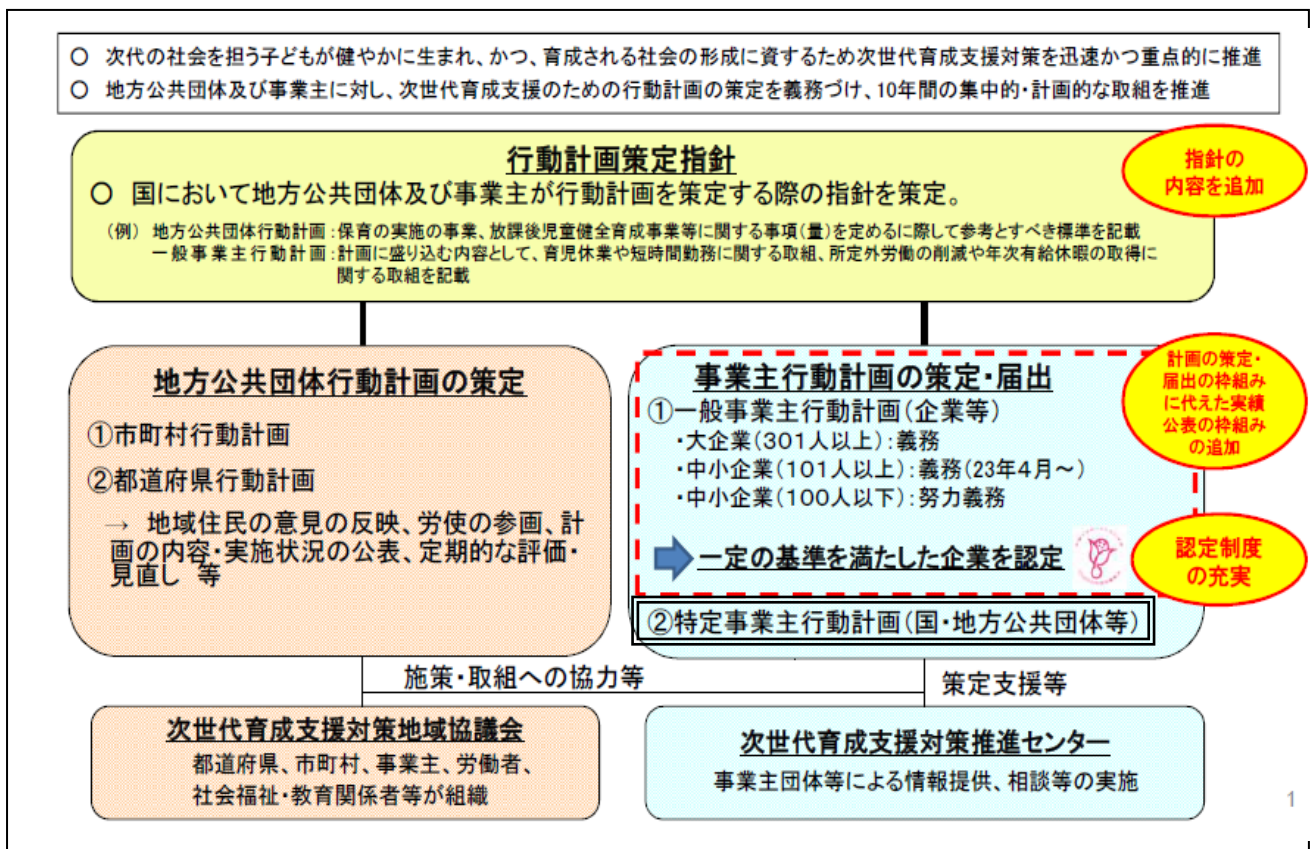 ○ 次代の社会を担う子どもが健やかに生まれ、かつ、育成される社会の形成に資するため次世代育成支援対策を迅速かつ重点的に推進
○ 地方公共団体及び事業主に対し、次世代育成支援のための行動計画の策定を義務づけ、10年間の集中的・計画的な取組を推進
行動計画策定指針
○ 国において地方公共団体及び事業主が行動計画を策定する際の指針を策定。
(例) 地方公共団体行動計画:保育の実施の事業、放課後児童健全育成事業等に関する事項(量)を定めるに際して参考とすべき標準を記載
一般事業主行動計画:計画に盛り込む内容として、育児休業や短時間勤務に関する取組、所定外労働の削減や年次有給休暇の取得に
関する取組を記載
指針の
内容を追加
地方公共団体行動計画の策定
①市町村行動計画
②都道府県行動計画
→ 地域住民の意見の反映、労使の参画、計
画の内容・実施状況の公表、定期的な評価・
見直し 等
事業主行動計画の策定・届出
①一般事業主行動計画(企業等)
・大企業(301人以上):義務
・中小企業(101人以上):義務(23年4月~)
・中小企業(100人以下):努力義務
一定の基準を満たした企業を認定
②特定事業主行動計画(国・地方公共団体等)
計画の策定・
届出の枠組み
に代えた実績
公表の枠組み
の追加
認定制度
の充実
施策・取組への協力等
策定支援等
次世代育成支援対策地域協議会
都道府県、市町村、事業主、労働者、
社会福祉・教育関係者等が組織
次世代育成支援対策推進センター
事業主団体等による情報提供、相談等の実施
1